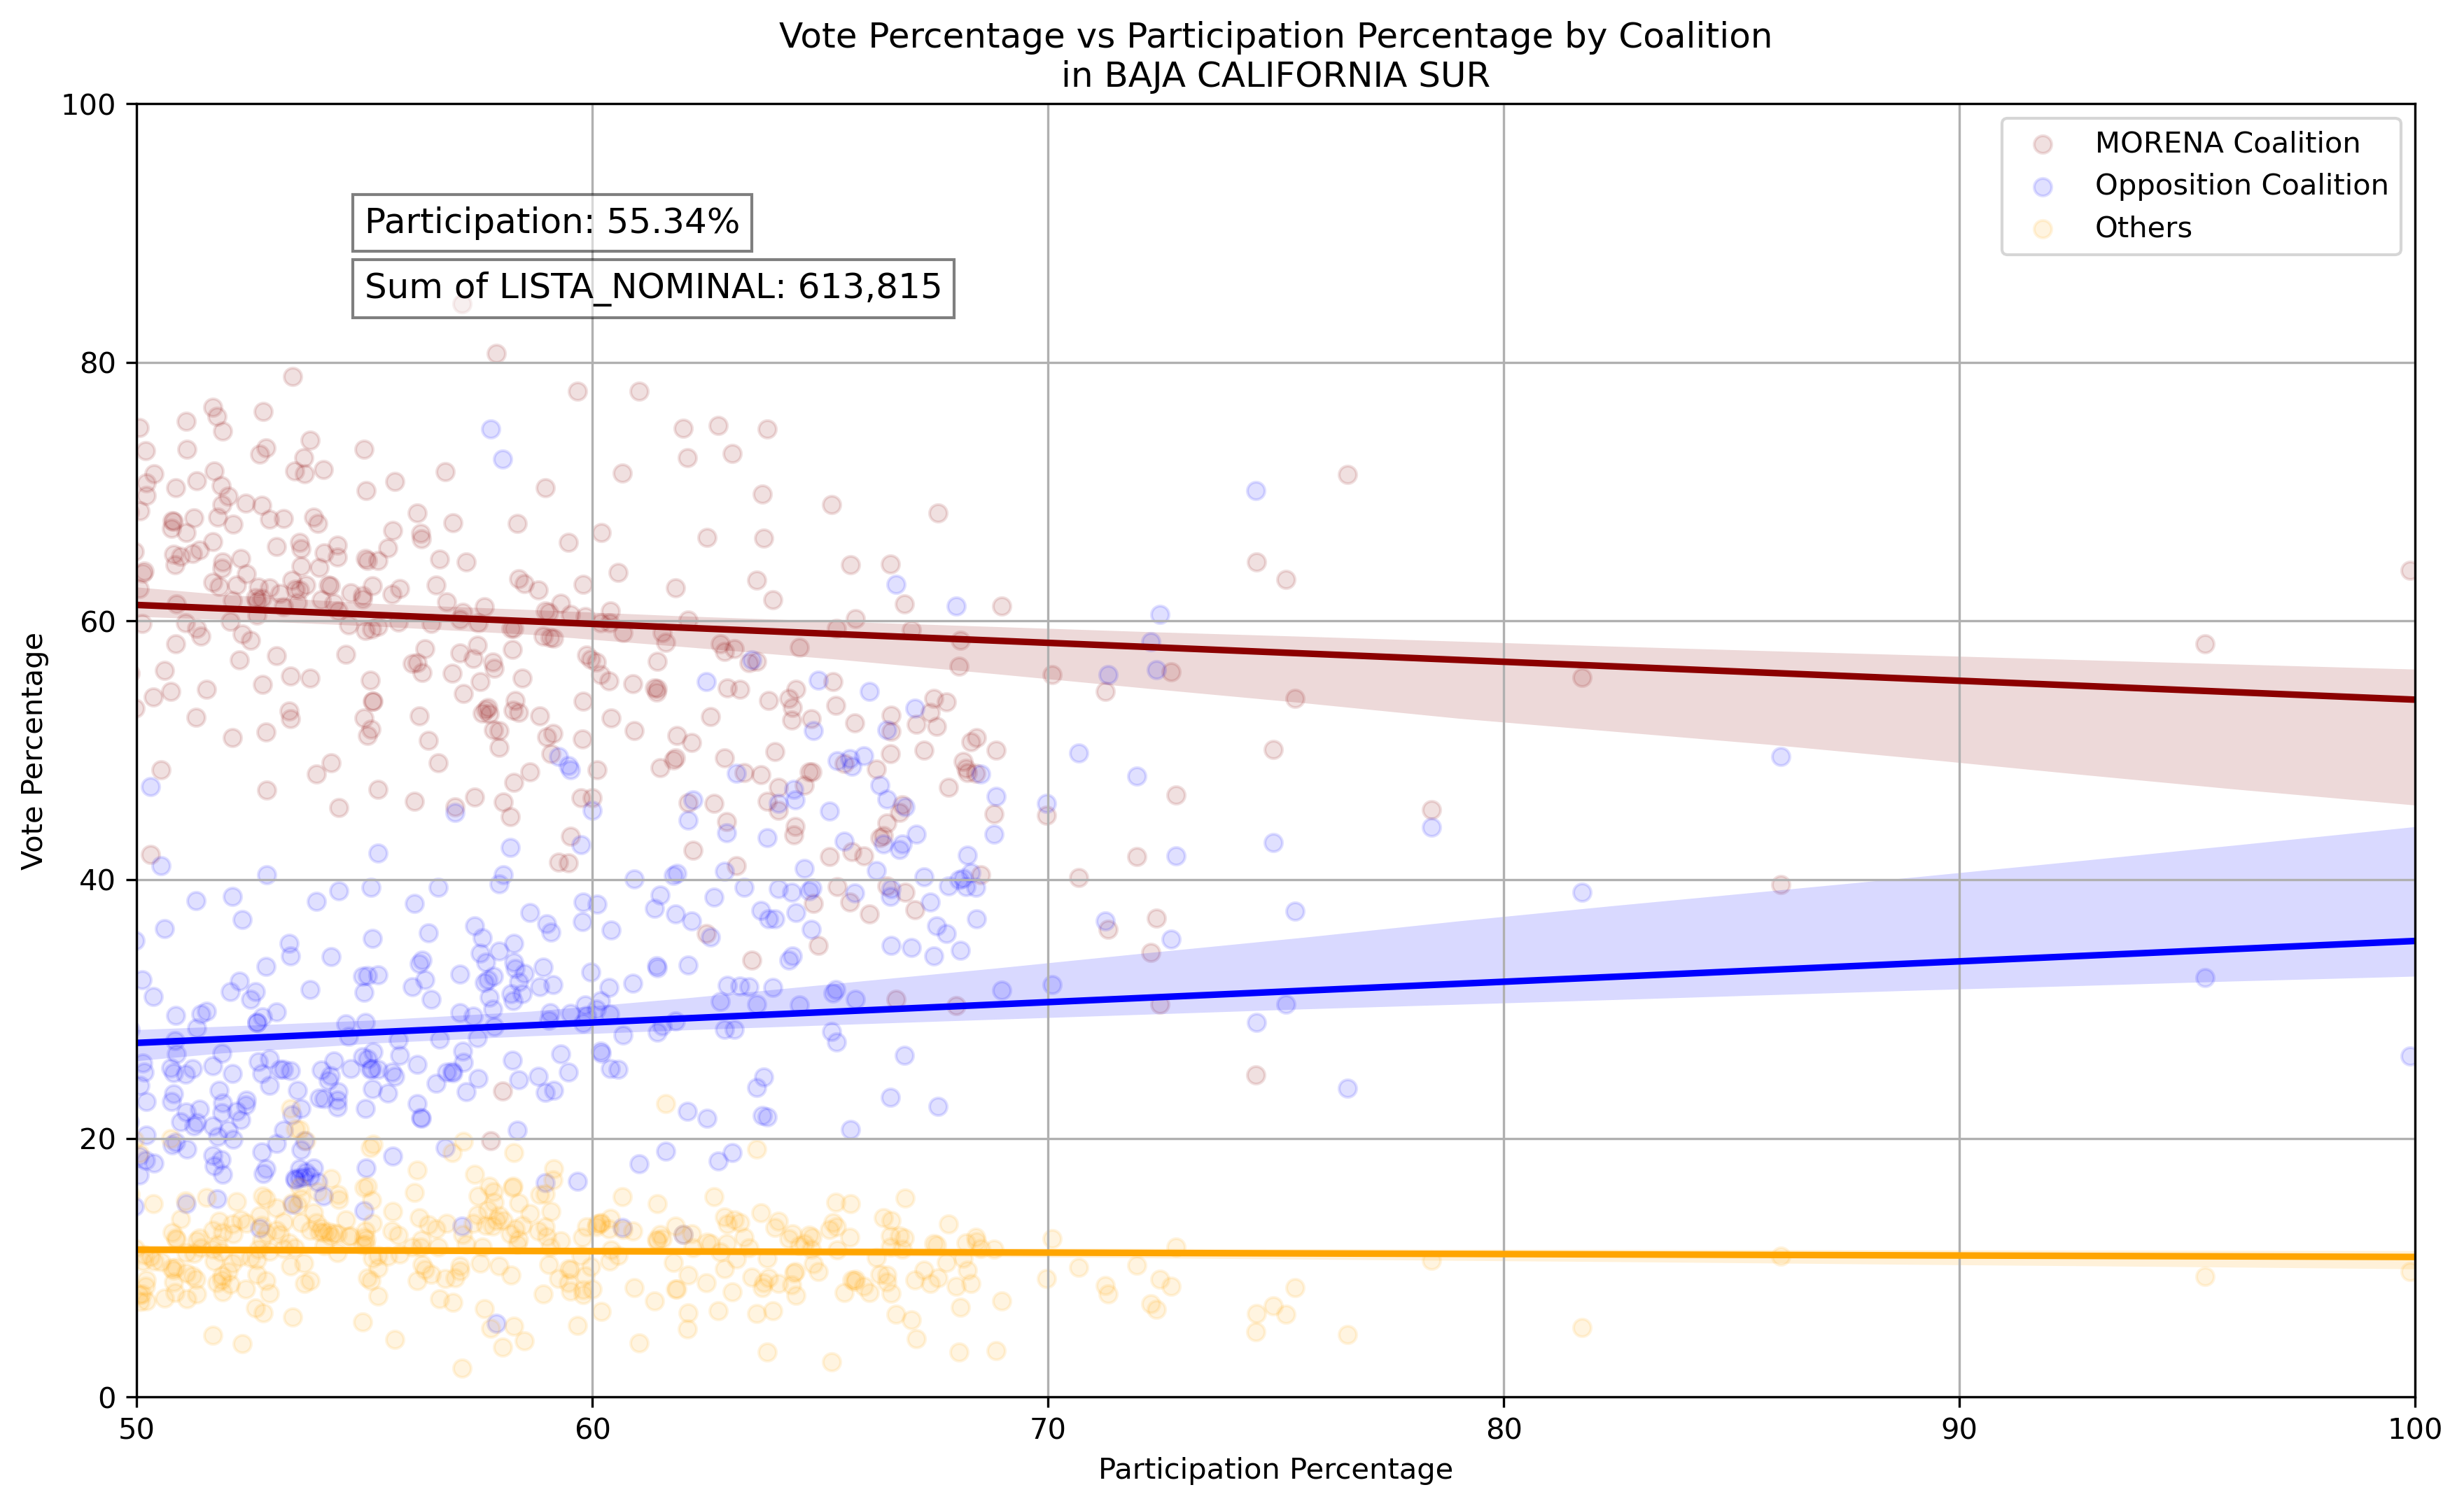 Vote Percentage vs Participation Percentage by Coalition
in BAJA CALIFORNIA SUR
MORENA Coalition
Opposition Coalition
Others
Participation: 55.34%
Sum of LISTA_NOMINAL: 613,815
Vote Percentage
100
80
60
40
20
0
50
60
70
80
90
100
Participation Percentage